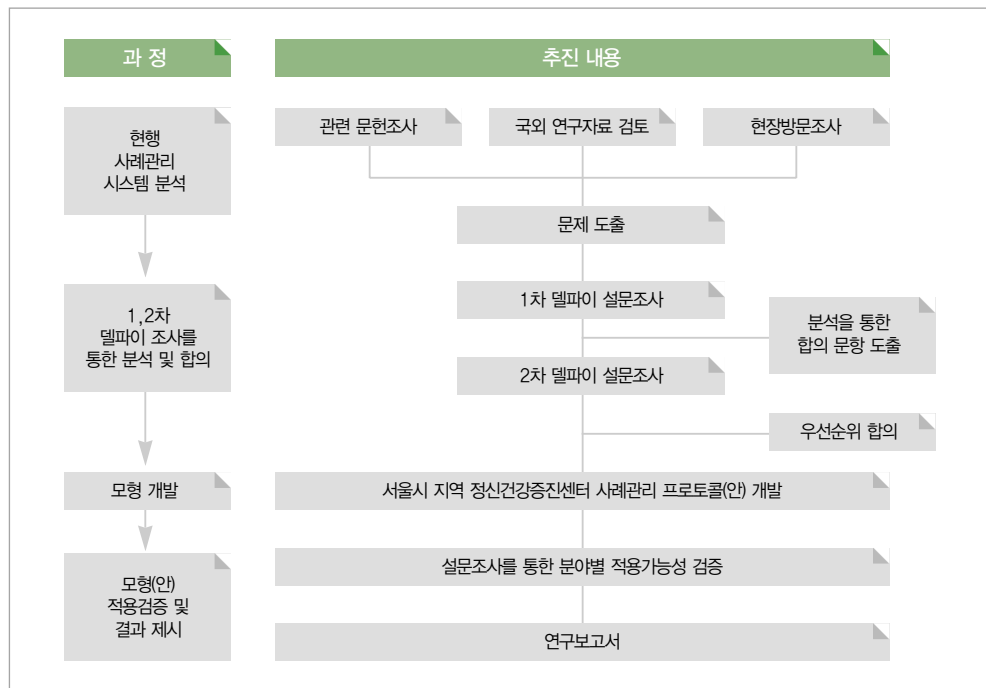 과 정
추진 내용
현행
사례관리
시스템 분석
관련 문헌조사
국외 연구자료 검토
현장방문조사
문제 도출
1,2차
델파이 조사를
통한 분석 및 합의
1차 델파이 설문조사
분석을 통한
합의 문항 도출
2차 델파이 설문조사
우선순위 합의
모형 개발
서울시 지역 정신건강증진센터 사례관리 프로토콜(안) 개발
모형(안)
적용검증 및
결과 제시
설문조사를 통한 분야별 적용가능성 검증
연구보고서